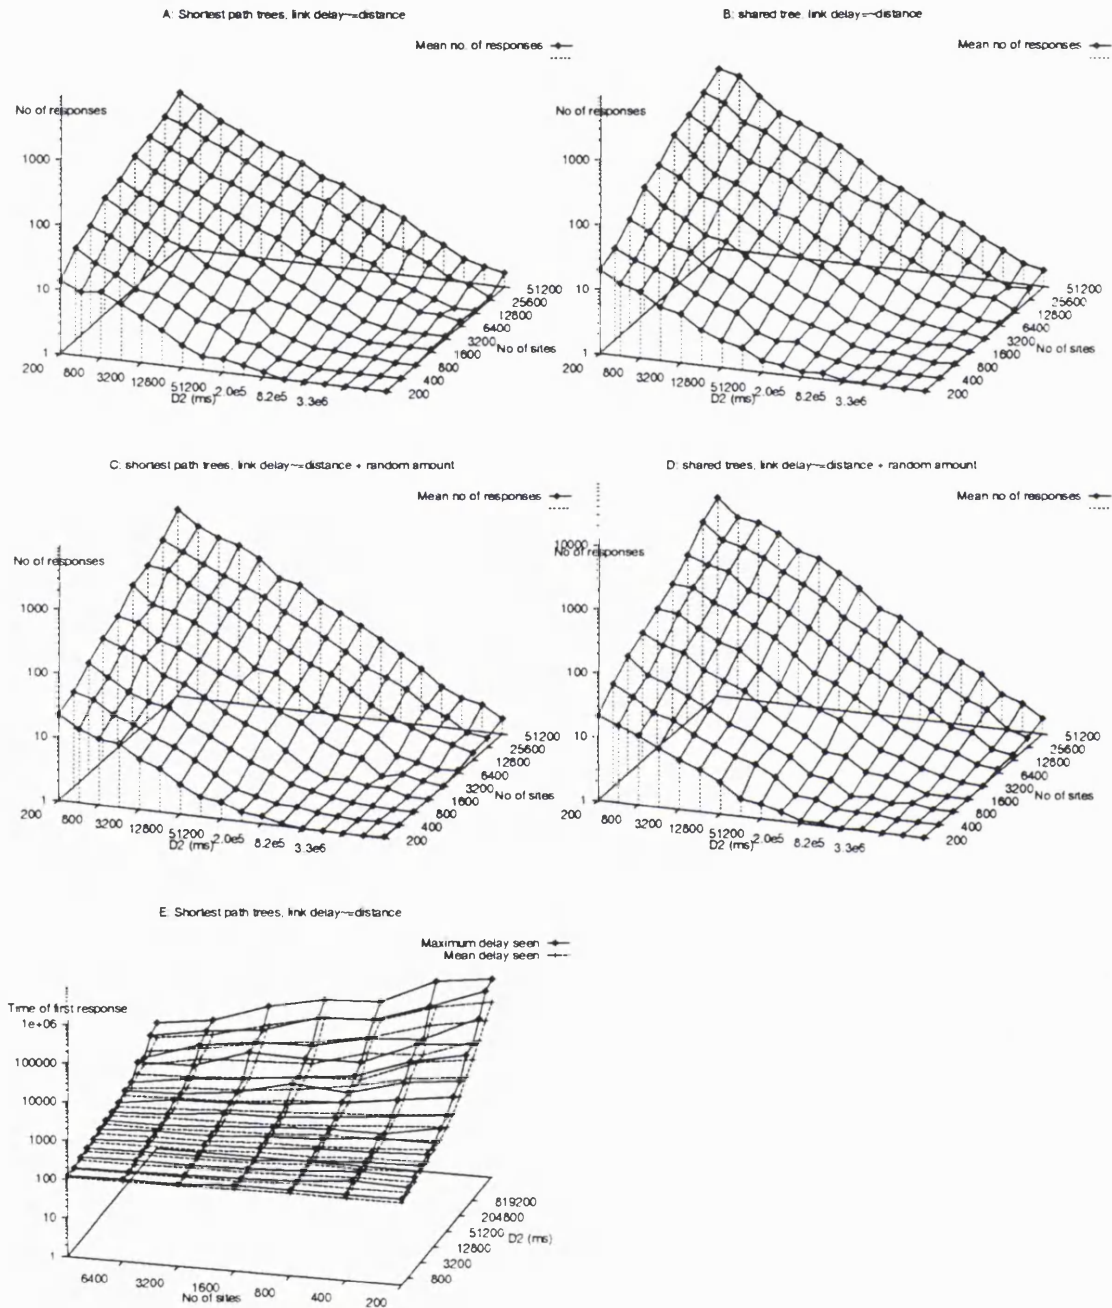 A: Shortest path trees, link delay~=distance
Mean no. of responses
No of responses
1000
100
10
1
200
800
3200
12800
51200
2.0e5
8.2e5
3.3e6
D2 (ms)
51200
25600
12800
6400
3200
1600
800
400
200
No of sites
B: shared tree, link delay=~distance
Mean no of responses
No of responses
1000
100
10
1
200
800
3200
12800
51200
2.0e5
8.2e5
3.3e6
D2 (ms)
51200
25600
12800
6400
3200
1600
800
400
200
No of sites
C: shortest path trees, link delay~=distance + random amount
Mean no of responses
No of responses
1000
100
10
1
200
800
3200
12800
51200
2.0e5
8.2e5
3.3e6
D2 (ms)
51200
25600
12800
6400
3200
1600
800
400
200
No of sites
D: shared trees, link delay~=distance + random amount
Mean no of responses
10000
No of responses
1000
100
10
1
200
800
3200
12800
51200
2.0e5
8.2e5
3.3e6
D2 (ms)
51200
25600
12800
6400
3200
1600
800
400
200
No of sites
E: Shortest path trees, link delay~=distance
Maximum delay seen
Mean delay seen
Time of first response
1e+06
100000
10000
1000
100
10
1
6400
3200
1600
800
400
200
No of sites
819200
204800
51200
12800
3200
800
D2 (ms)